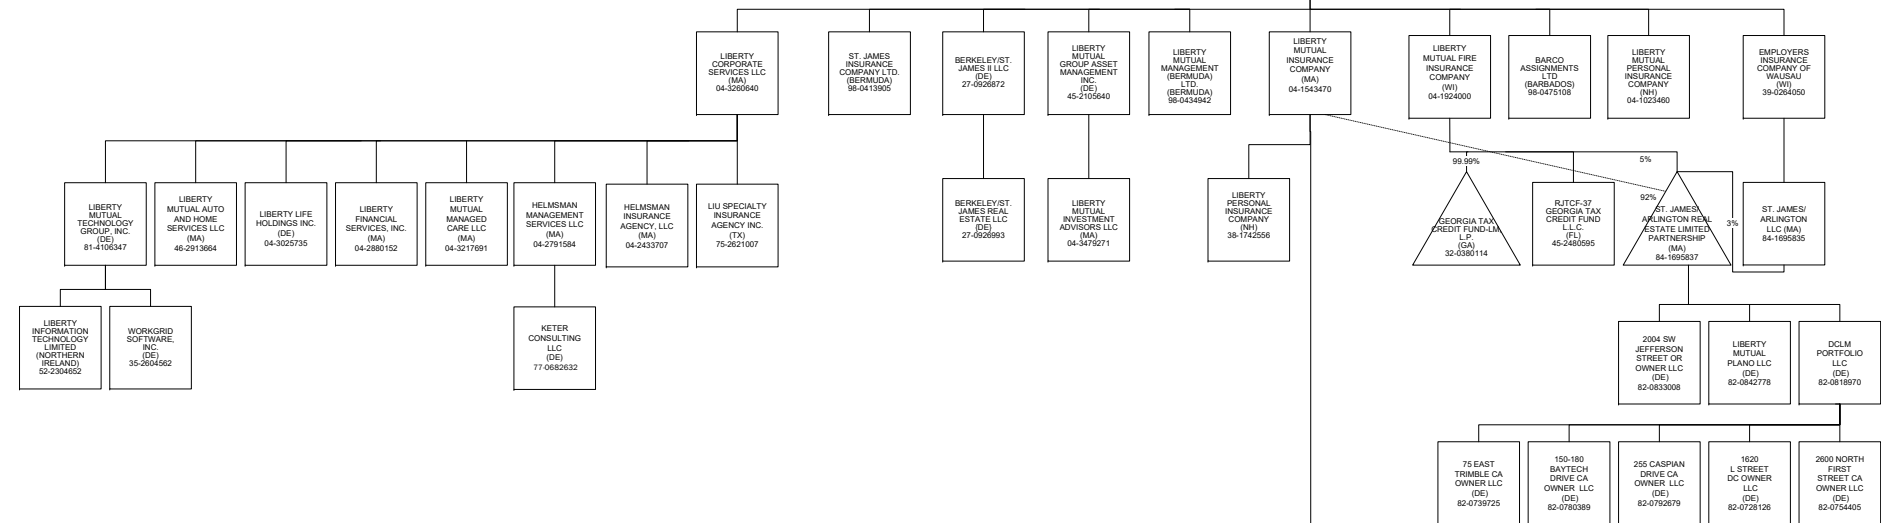 LIBERTY
CORPORATE
SERVICES LLC
(MA)
04-3260640
ST. JAMES
INSURANCE
COMPANY LTD.
(BERMUDA)
98-0413905
BERKELEY/ST.
JAMES II LLC
(DE)
27-0926872
LIBERTY
MUTUAL
GROUP ASSET
MANAGEMENT
INC.
(DE)
45-2105640
LIBERTY
MUTUAL
MANAGEMENT
(BERMUDA)
LTD.
(BERMUDA)
98-0434942
LIBERTY
MUTUAL
INSURANCE
COMPANY
(MA)
04-1543470
LIBERTY
MUTUAL FIRE
INSURANCE
COMPANY
(WI)
04-1924000
BARCO
ASSIGNMENTS
LTD
(BARBADOS)
98-0475108
LIBERTY
MUTUAL
PERSONAL
INSURANCE
COMPANY
(NH)
04-1023460
EMPLOYERS
INSURANCE
COMPANY OF
WAUSAU
(WI)
39-0264050
LIBERTY
MUTUAL
TECHNOLOGY
GROUP, INC.
(DE)
81-4106347
LIBERTY
MUTUAL AUTO
AND HOME
SERVICES LLC
(MA)
46-2913664
LIBERTY LIFE
HOLDINGS INC.
(DE)
04-3025735
LIBERTY
FINANCIAL
SERVICES, INC.
(MA)
04-2880152
LIBERTY
MUTUAL
MANAGED
CARE LLC
(MA)
04-3217691
HELMSMAN
MANAGEMENT
SERVICES LLC
(MA)
04-2791584
HELMSMAN
INSURANCE
AGENCY, LLC
(MA)
04-2433707
LIU SPECIALTY
INSURANCE
AGENCY INC.
(TX)
75-2621007
BERKELEY/ST.
JAMES REAL
ESTATE LLC
(DE)
27-0926993
LIBERTY
MUTUAL
INVESTMENT
ADVISORS LLC
(MA)
04-3479271
LIBERTY
PERSONAL
INSURANCE
COMPANY
(NH)
38-1742556
99.99%
GEORGIA TAX
CREDIT FUND-LM
L.P.
(GA)
32-0380114
RJTCF-37
GEORGIA TAX
CREDIT FUND
L.L.C.
(FL)
45-2480595
5%
92%
3%
ST. JAMES/
ARLINGTON REAL
ESTATE LIMITED
PARTNERSHIP
(MA)
84-1695837
ST. JAMES/
ARLINGTON
LLC (MA)
84-1695835
LIBERTY
INFORMATION
TECHNOLOGY
LIMITED
(NORTHERN
IRELAND)
52-2304652
WORKGRID
SOFTWARE,
INC.
(DE)
35-2604562
KETER
CONSULTING
LLC
(DE)
77-0682632
2004 SW
JEFFERSON
STREET OR
OWNER LLC
(DE)
82-0833008
LIBERTY
MUTUAL
PLANO LLC
(DE)
82-0842778
DCLM
PORTFOLIO
LLC
(DE)
82-0818970
75 EAST
TRIMBLE CA
OWNER LLC
(DE)
82-0739725
150-180
BAYTECH
DRIVE CA
OWNER LLC
(DE)
82-0780389
255 CASPIAN
DRIVE CA
OWNER LLC
(DE)
82-0792679
1620
L STREET
DC OWNER
LLC
(DE)
82-0728126
2600 NORTH
FIRST
STREET CA
OWNER LLC
(DE)
82-0754405